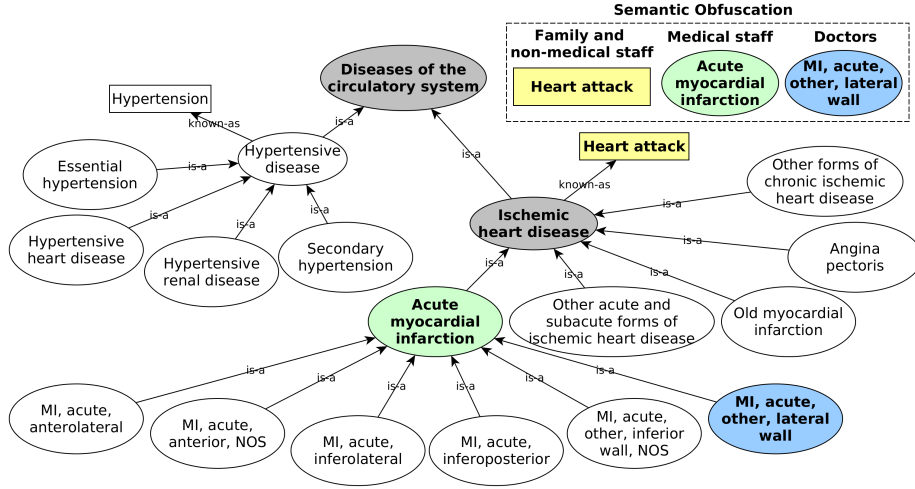 Semantic Obfuscation
Family and
non-medical staff
Medical staff
Doctors
Heart attack
Acute
myocardial
infarction
MI, acute,
other, lateral
wall
Diseases of the
circulatory system
Hypertension
known-as
is-a
is-a
Hypertensive
disease
Essential
hypertension
is-a
Heart attack
known-as
Other forms of
chronic ischemic
heart disease
is-a
Hypertensive
heart disease
is-a
Hypertensive
renal disease
is-a
Secondary
hypertension
is-a
Ischemic
heart disease
is-a
Angina
pectoris
is-a
is-a
is-a
Acute
myocardial
infarction
Other acute and
subacute forms of
ischemic heart disease
Old myocardial
infarction
is-a
is-a
is-a
is-a
is-a
is-a
MI, acute,
anterolateral
MI, acute,
anterior, NOS
MI, acute,
inferolateral
MI, acute,
inferoposterior
MI, acute,
other, inferior
wall, NOS
MI, acute,
other, lateral
wall